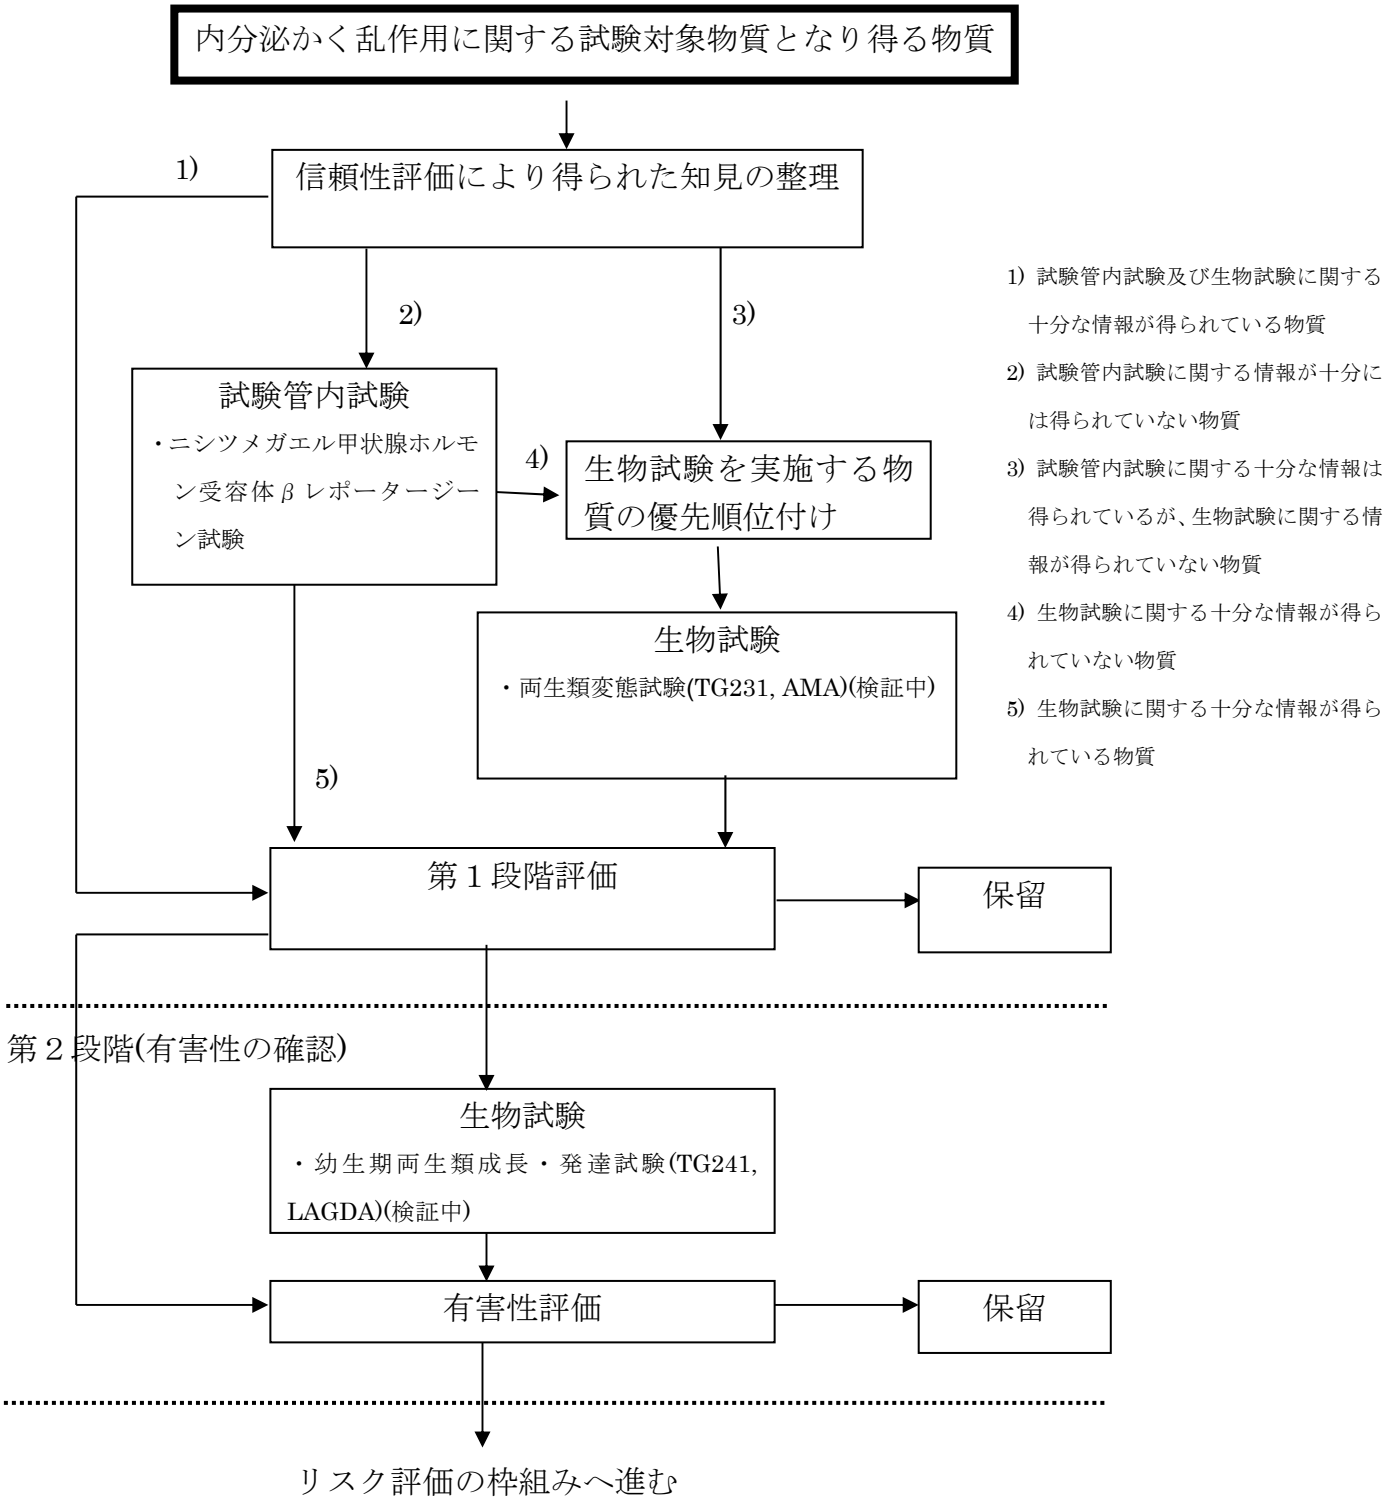 内分泌かく乱作用に関する試験対象物質となり得る物質
1)
信頼性評価により得られた知見の整理
2)
3)
試験管内試験
・ニシツメガエル甲状腺ホルモ
ン受容体βレポータージー
ン試験
4)
生物試験を実施する物
質の優先順位付け
生物試験
・両生類変態試験(TG231, AMA)(検証中)
5)
1) 試験管内試験及び生物試験に関する
十分な情報が得られている物質
2) 試験管内試験に関する情報が十分に
は得られていない物質
3) 試験管内試験に関する十分な情報は
得られているが、生物試験に関する情
報が得られていない物質
4) 生物試験に関する十分な情報が得ら
れていない物質
5) 生物試験に関する十分な情報が得ら
れている物質
第１段階評価
保留
第２段階(有害性の確認)
生物試験
・幼生期両生類成長・発達試験(TG241,
LAGDA)(検証中)
有害性評価
保留
リスク評価の枠組みへ進む